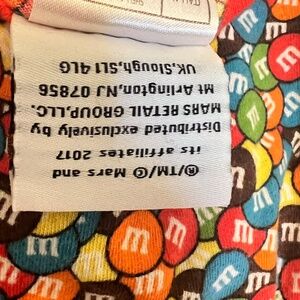 ®/TM/© Mars and
its affiliates 2017
Distributed exclusively by
MARS RETAIL GROUP,LLC.
Mt Arlington,NJ 07856
UK.Slough,SL1 4LG
m
m
m
m
m
m
m
m